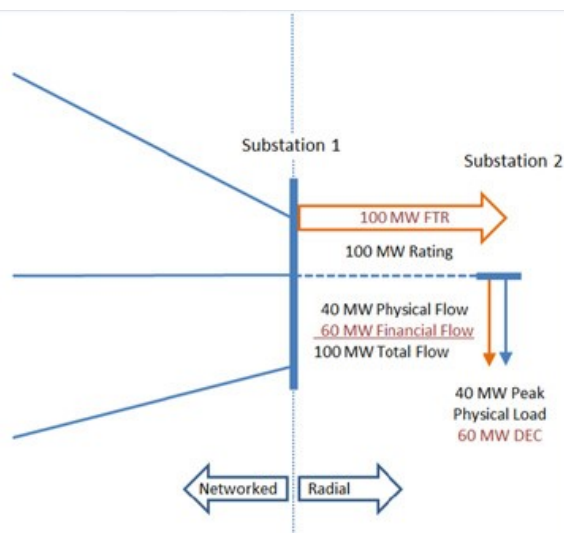 Substation 1
Substation 2
100 MW FTR
100 MW Rating
40 MW Physical Flow
60 MW Financial Flow
100 MW Total Flow
40 MW Peak
Physical Load
60 MW DEC
Networked
Radial